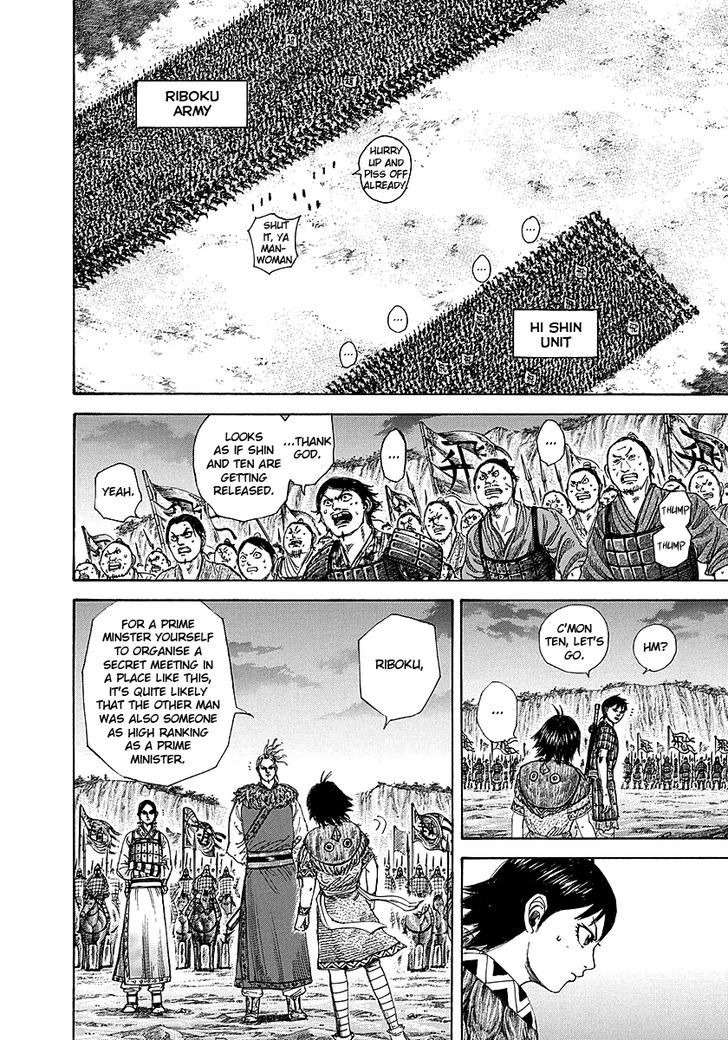 RIBOKU
ARMY
HURRY
UP AND
PISS OFF
ALREADY.
SHUT
IT, YA
MAN-
WOMAN
...
...
...
...
HI SHIN
UNIT
...
...
...THANK
GOD.
LOOKS
AS IF SHIN
AND TEN ARE
GETTING
RELEASED.
YEAH.
THUMP
THUMP
HM?
C'MON
TEN, LET'S
GO.
...
RIBOKU,
FOR A PRIME
MINSTER YOURSELF
TO ORGANISE A
SECRET MEETING IN
A PLACE LIKE THIS,
IT'S QUITE LIKELY
THAT THE OTHER MAN
WAS ALSO SOMEONE
AS HIGH RANKING
AS A PRIME
MINISTER.